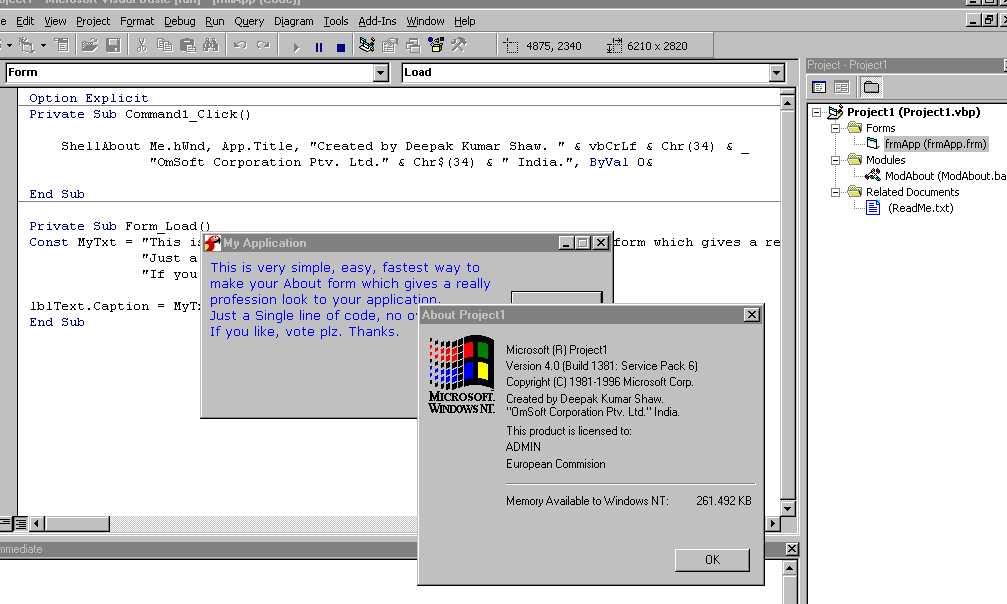 Microsoft Visual Basic [run] - [frmApp (Code)]
Edit View Project Format Debug Run Query Diagram Tools Add-Ins Window Help
4875, 2340 6210 x 2820
Form Load
Option Explicit
Private Sub Command1_Click()
ShellAbout Me.hWnd, App.Title, "Created by Deepak Kumar Shaw. " & vbCrLf & Chr(34) & _
"OmSoft Corporation Ptv. Ltd." & Chr$(34) & " India.", ByVal 0&
End Sub
Private Sub Form_Load()
Const MyTxt = "This is form which gives a re
"Just a
"If you
lblText.Caption = MyTx
End Sub
My Application
This is very simple, easy, fastest way to
make your About form which gives a really
profession look to your application.
Just a Single line of code, no ov
If you like, vote plz. Thanks.
About Project1
MICROSOFT.
WINDOWS NT.
Microsoft (R) Project1
Version 4.0 (Build 1381: Service Pack 6)
Copyright (C) 1981-1996 Microsoft Corp.
Created by Deepak Kumar Shaw.
"OmSoft Corporation Ptv. Ltd." India.
This product is licensed to:
ADMIN
European Commision
Memory Available to Windows NT: 261.492 KB
OK
Project - Project1
Project1 (Project1.vbp)
Forms
frmApp (frmApp.frm)
Modules
ModAbout (ModAbout.ba
Related Documents
(ReadMe.txt)
mmediate